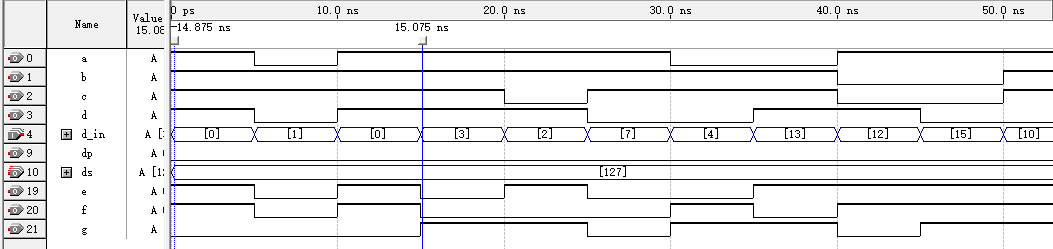 0 ps 10.0 ns 20.0 ns 30.0 ns 40.0 ns 50.0 ns
Name Value
15.08
-14.875 ns 15.075 ns
0 a A
1 b A
2 c A
3 d A
4 d_in A [ [0] [1] [0] [3] [2] [7] [4] [13] [12] [15] [10]
9 dp A
10 ds A [12 [127]
19 e A
20 f A
21 g A